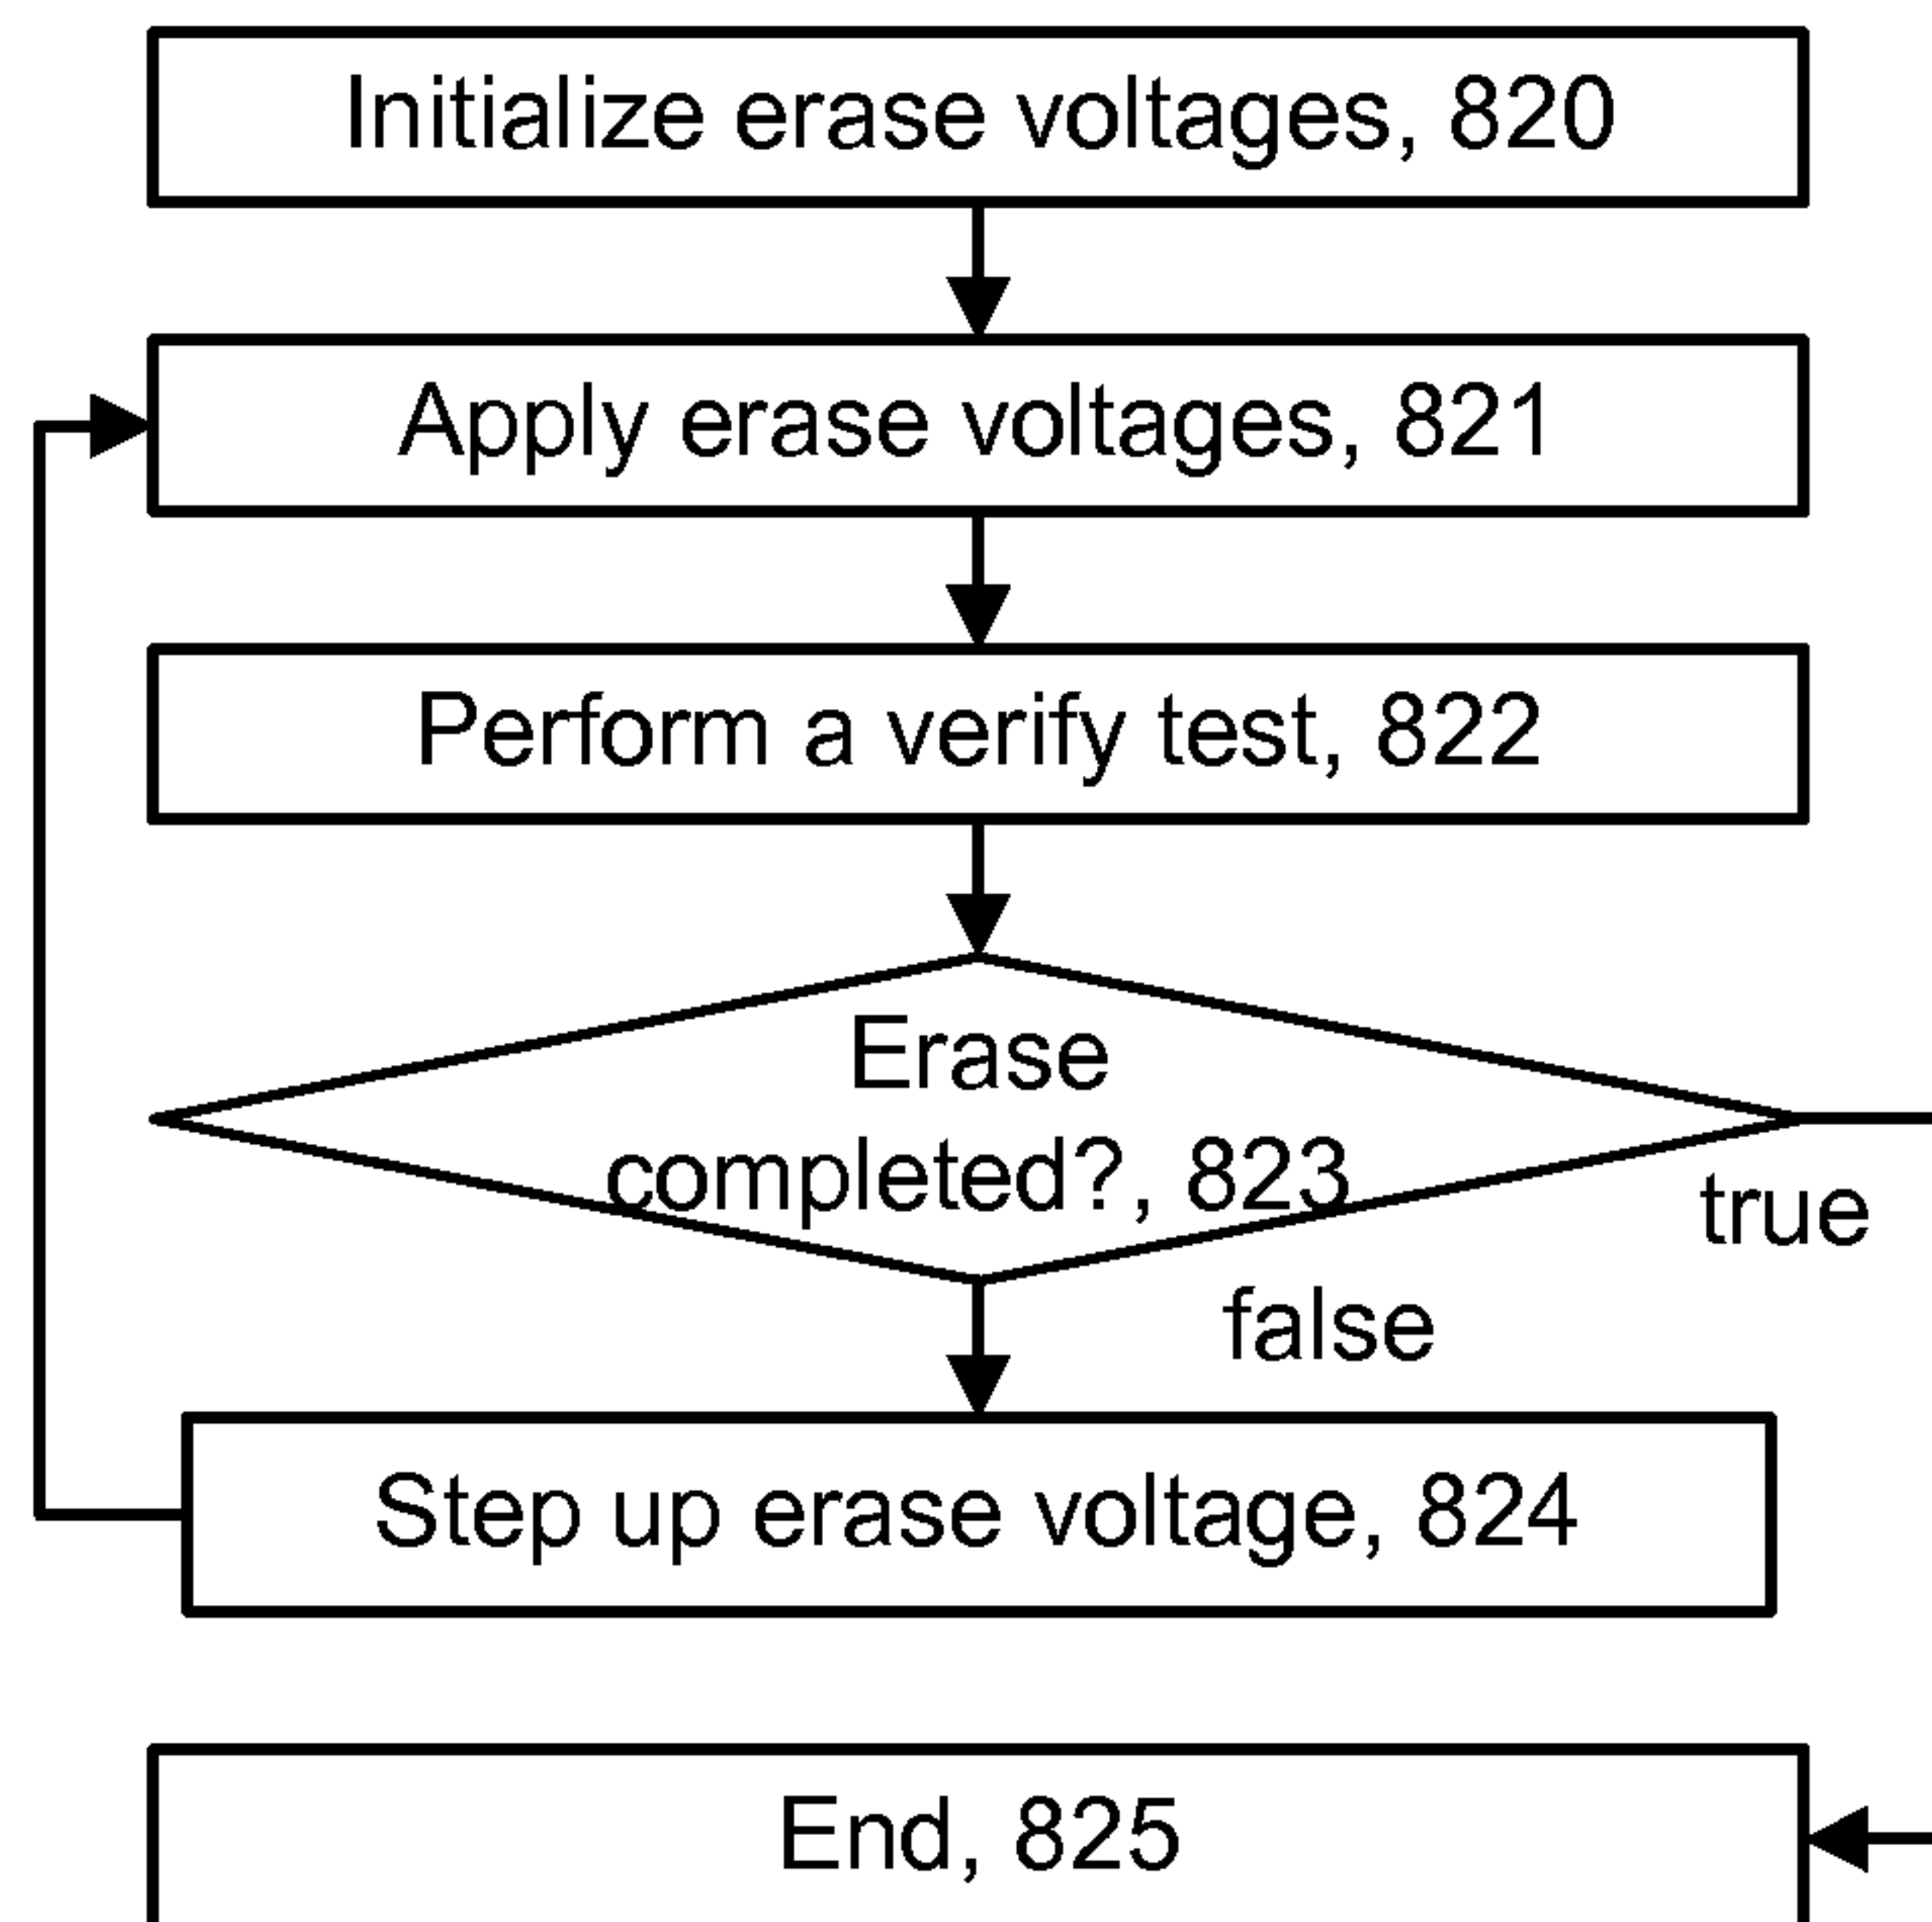 Initialize erase voltages, 820
Apply erase voltages, 821
Perform a verify test, 822
Erase
completed?, 823
true
false
Step up erase voltage, 824
End, 825